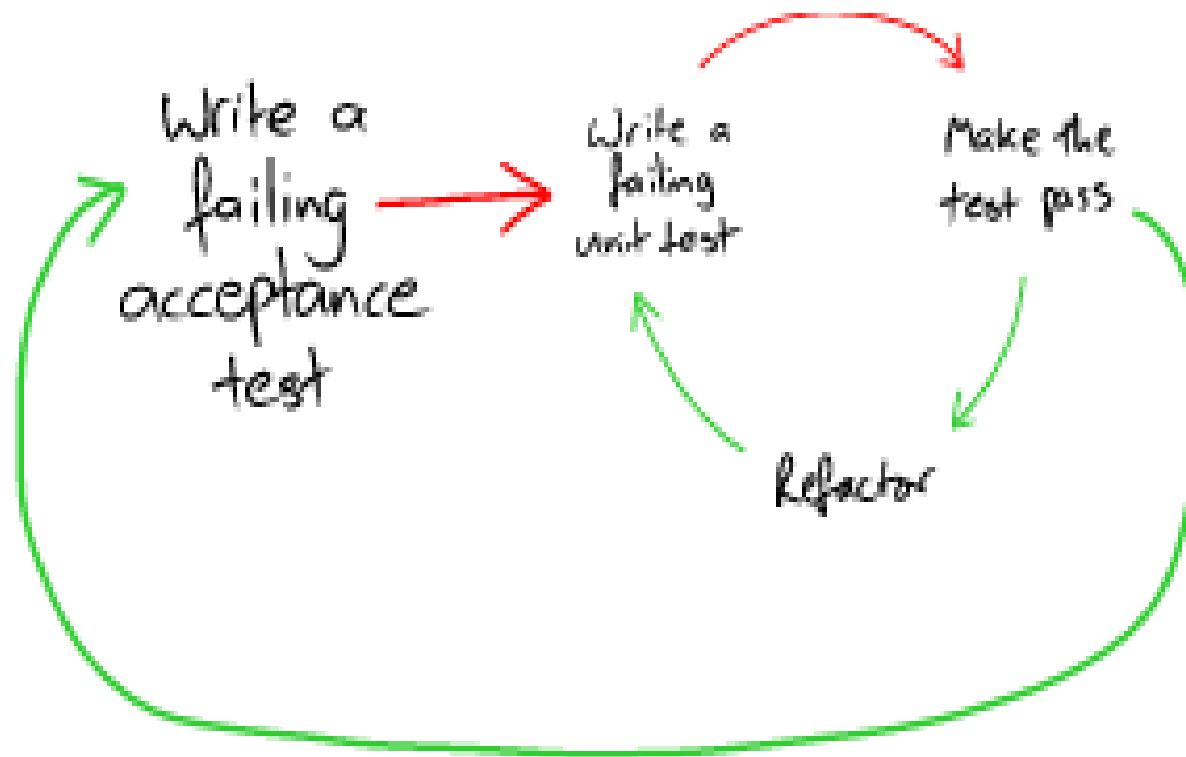 Write a
failing
acceptance
test
Write a
failing
unit test
Make the
test pass
Refactor